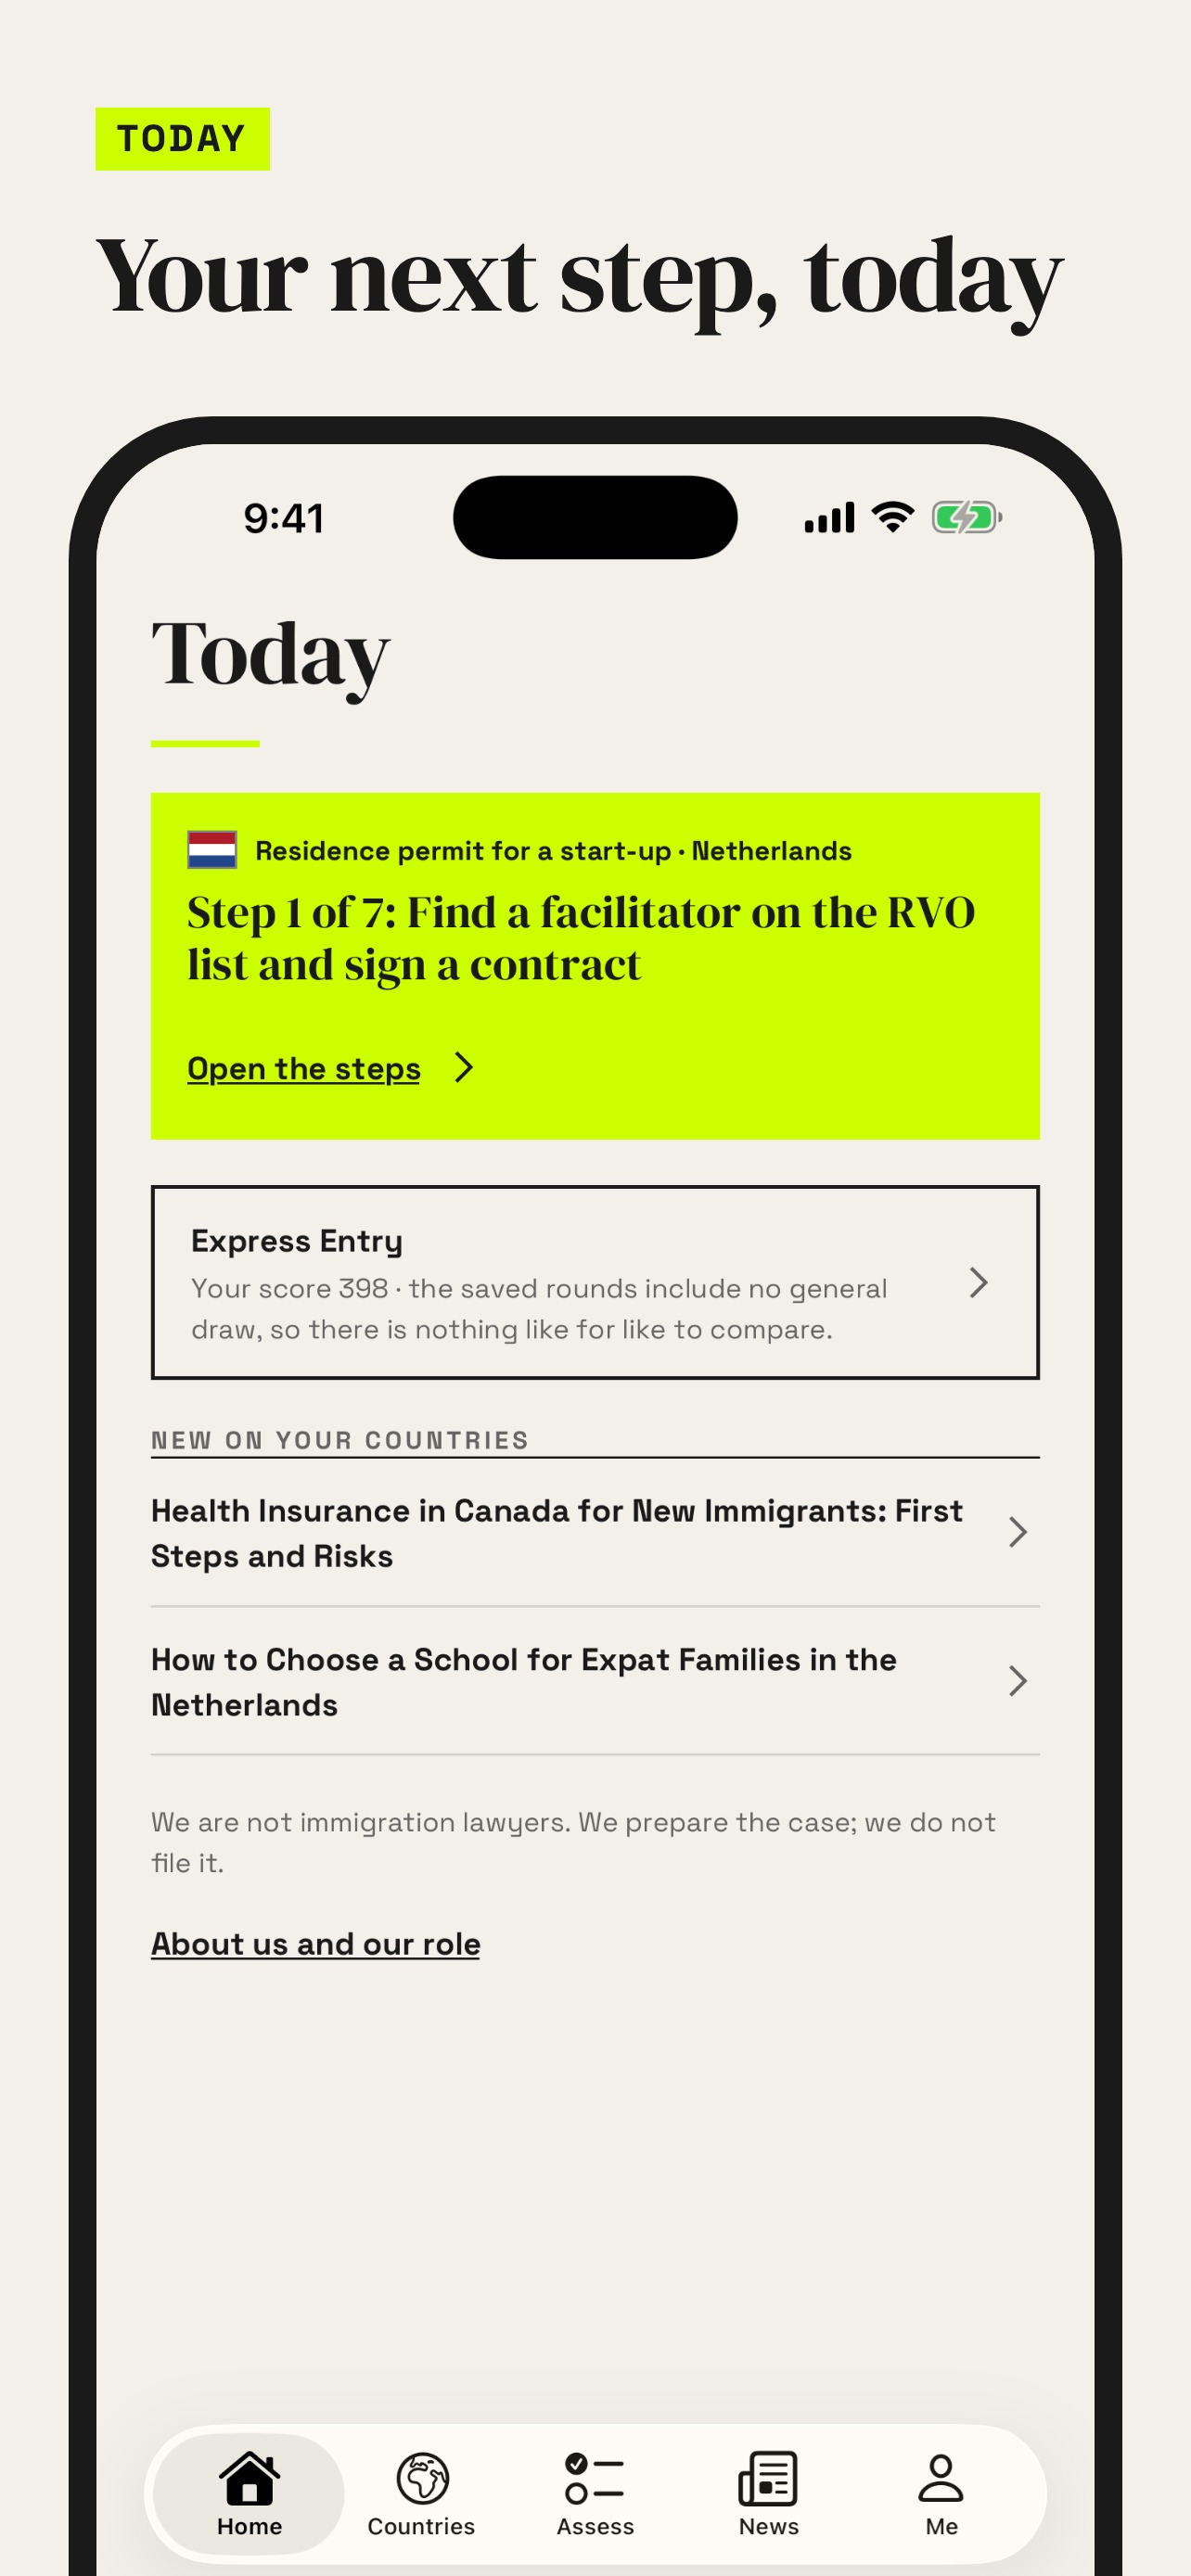 TODAY
Your next step, today
9:41
Today
Residence permit for a start-up · Netherlands
Step 1 of 7: Find a facilitator on the RVO
list and sign a contract
Open the steps
Express Entry
Your score 398 · the saved rounds include no general
draw, so there is nothing like for like to compare.
NEW ON YOUR COUNTRIES
Health Insurance in Canada for New Immigrants: First
Steps and Risks
How to Choose a School for Expat Families in the
Netherlands
We are not immigration lawyers. We prepare the case; we do not
file it.
About us and our role
Home
Countries
Assess
News
Me